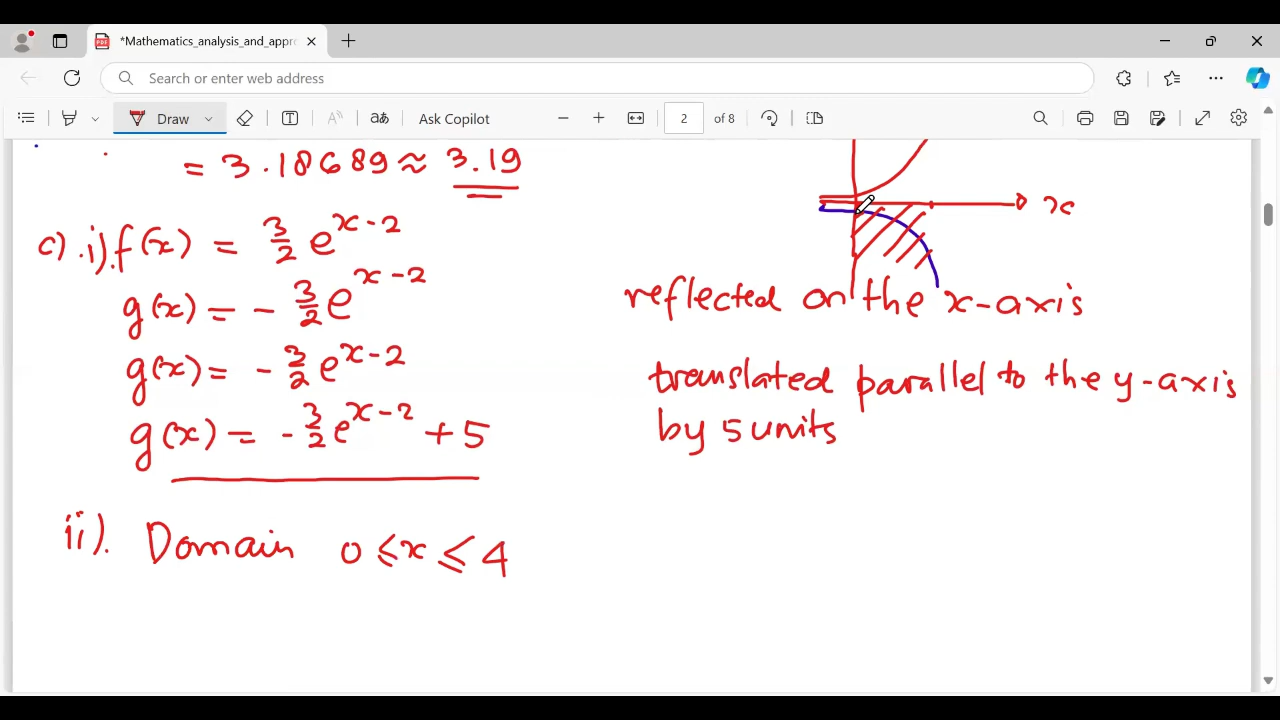 *Mathematics_analysis_and_appro
Search or enter web address
Draw
Ask Copilot
2 of 8
= 3.18689 ≈ 3.19
c).i).f(x) = 3/2 e^(x-2)
g(x) = - 3/2 e^(x-2)
g(x) = - 3/2 e^(x-2)
g(x) = - 3/2 e^(x-2) + 5
ii). Domain 0 ≤ x ≤ 4
x
reflected on the x-axis
translated parallel to the y-axis
by 5 units